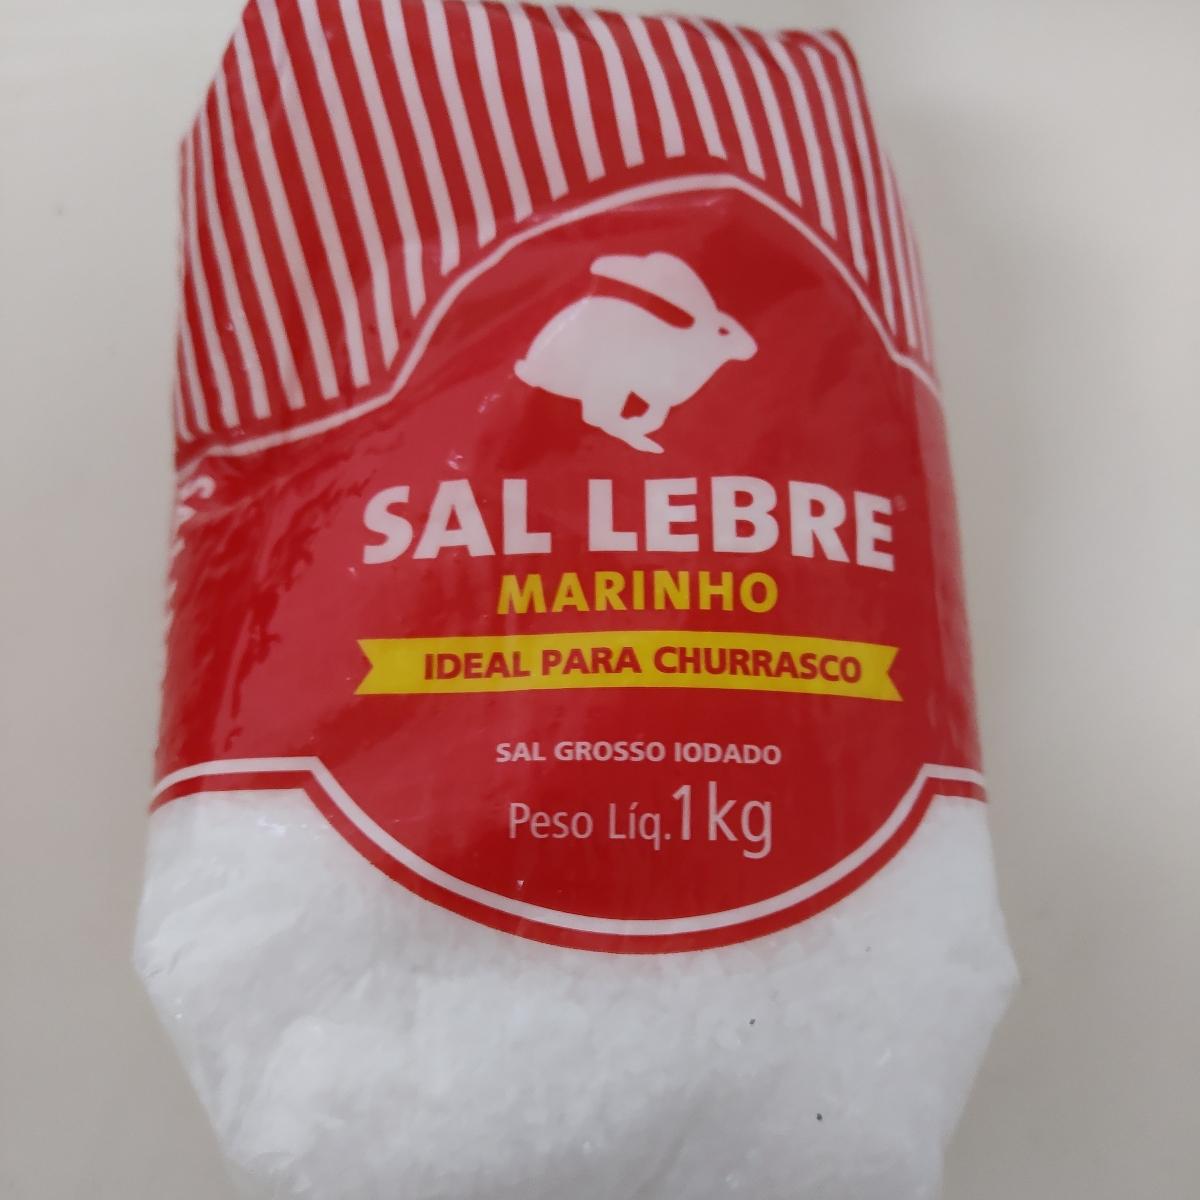 SAL LEBRE
MARINHO
IDEAL PARA CHURRASCO
SAL GROSSO IODADO
Peso Líq.1kg